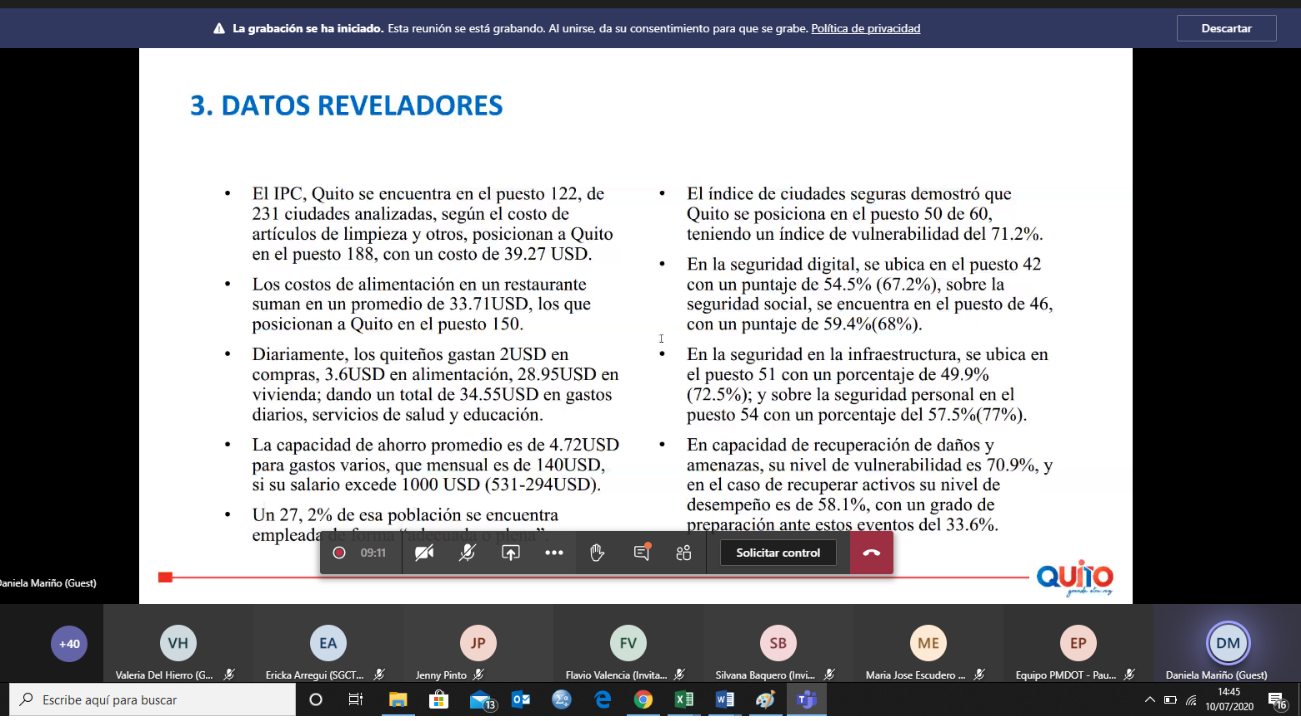 La grabación se ha iniciado. Esta reunión se está grabando. Al unirse, da su consentimiento para que se grabe. Política de privacidad
Descartar
3. DATOS REVELADORES
• El IPC, Quito se encuentra en el puesto 122, de
231 ciudades analizadas, según el costo de
artículos de limpieza y otros, posicionan a Quito
en el puesto 188, con un costo de 39.27 USD.
• Los costos de alimentación en un restaurante
suman en un promedio de 33.71USD, los que
posicionan a Quito en el puesto 150.
• Diariamente, los quiteños gastan 2USD en
compras, 3.6USD en alimentación, 28.95USD en
vivienda; dando un total de 34.55USD en gastos
diarios, servicios de salud y educación.
• La capacidad de ahorro promedio es de 4.72USD
para gastos varios, que mensual es de 140USD,
si su salario excede 1000 USD (531-294USD).
• Un 27, 2% de esa población se encuentra
empleada de forma "adecuada o plena".
• El índice de ciudades seguras demostró que
Quito se posiciona en el puesto 50 de 60,
teniendo un índice de vulnerabilidad del 71.2%.
• En la seguridad digital, se ubica en el puesto 42
con un puntaje de 54.5% (67.2%), sobre la
seguridad social, se encuentra en el puesto de 46,
con un puntaje de 59.4%(68%).
• En la seguridad en la infraestructura, se ubica en
el puesto 51 con un porcentaje de 49.9%
(72.5%); y sobre la seguridad personal en el
puesto 54 con un porcentaje del 57.5%(77%).
• En capacidad de recuperación de daños y
amenazas, su nivel de vulnerabilidad es 70.9%, y
en el caso de recuperar activos su nivel de
desempeño es de 58.1%, con un grado de
preparación ante estos eventos del 33.6%.
09:11
Solicitar control
QUITO
grande otra vez
Daniela Mariño (Guest)
+40
VH
EA
JP
FV
SB
ME
EP
DM
Valeria Del Hierro (G...
Ericka Arregui (SGCT...
Jenny Pinto
Flavio Valencia (Invita...
Silvana Baquero (Invi...
Maria Jose Escudero ...
Equipo PMDOT - Pau...
Daniela Mariño (Guest)
Escribe aquí para buscar
13
14:45
10/07/2020
16